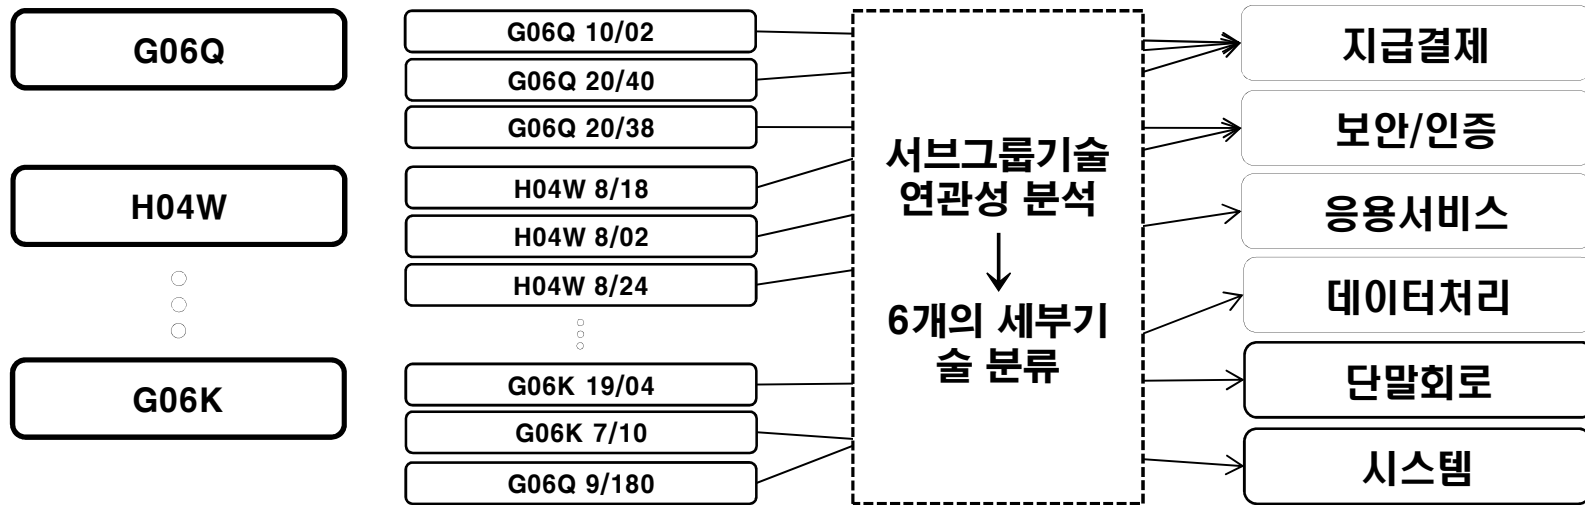 G06Q
H04W
G06K
G06Q 10/02
G06Q 20/40
G06Q 20/38
H04W 8/18
H04W 8/02
H04W 8/24
G06K 19/04
G06K 7/10
G06Q 9/180
서브그룹기술
연관성 분석
6개의 세부기
술 분류
지급결제
보안/인증
응용서비스
데이터처리
단말회로
시스템